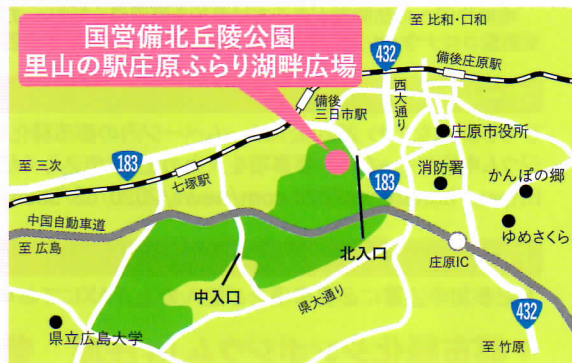 国営備北丘陵公園
里山の駅庄原ふらり湖畔広場
至 比和・口和
432
備後庄原駅
西大通り
備後
三日市駅
庄原市役所
至 三次
183
七塚駅
183
消防署
かんぽの郷
中国自動車道
至 広島
北入口
ゆめさくら
庄原IC
中入口
県大通り
県立広島大学
432
至 竹原